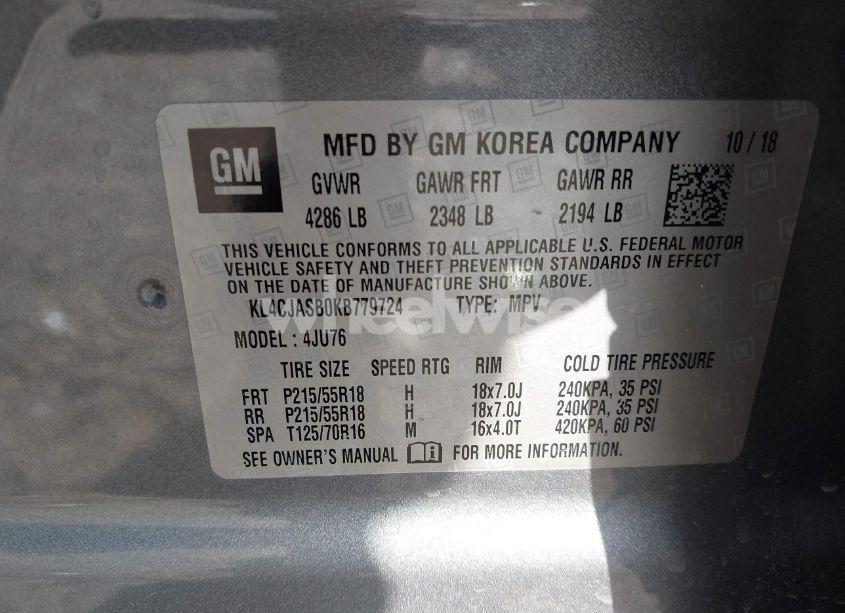 GM MFD BY GM KOREA COMPANY 10 / 18
GVWR GAWR FRT GAWR RR
4286 LB 2348 LB 2194 LB
THIS VEHICLE CONFORMS TO ALL APPLICABLE U.S. FEDERAL MOTOR
VEHICLE SAFETY AND THEFT PREVENTION STANDARDS IN EFFECT
ON THE DATE OF MANUFACTURE SHOWN ABOVE.
KL4CJASB0KB779724 TYPE: MPV
wheelwise
MODEL : 4JU76
TIRE SIZE SPEED RTG RIM COLD TIRE PRESSURE
FRT P215/55R18 H 18x7.0J 240KPA, 35 PSI
RR P215/55R18 H 18x7.0J 240KPA, 35 PSI
SPA T125/70R16 M 16x4.0T 420KPA, 60 PSI
SEE OWNER'S MANUAL FOR MORE INFORMATION.